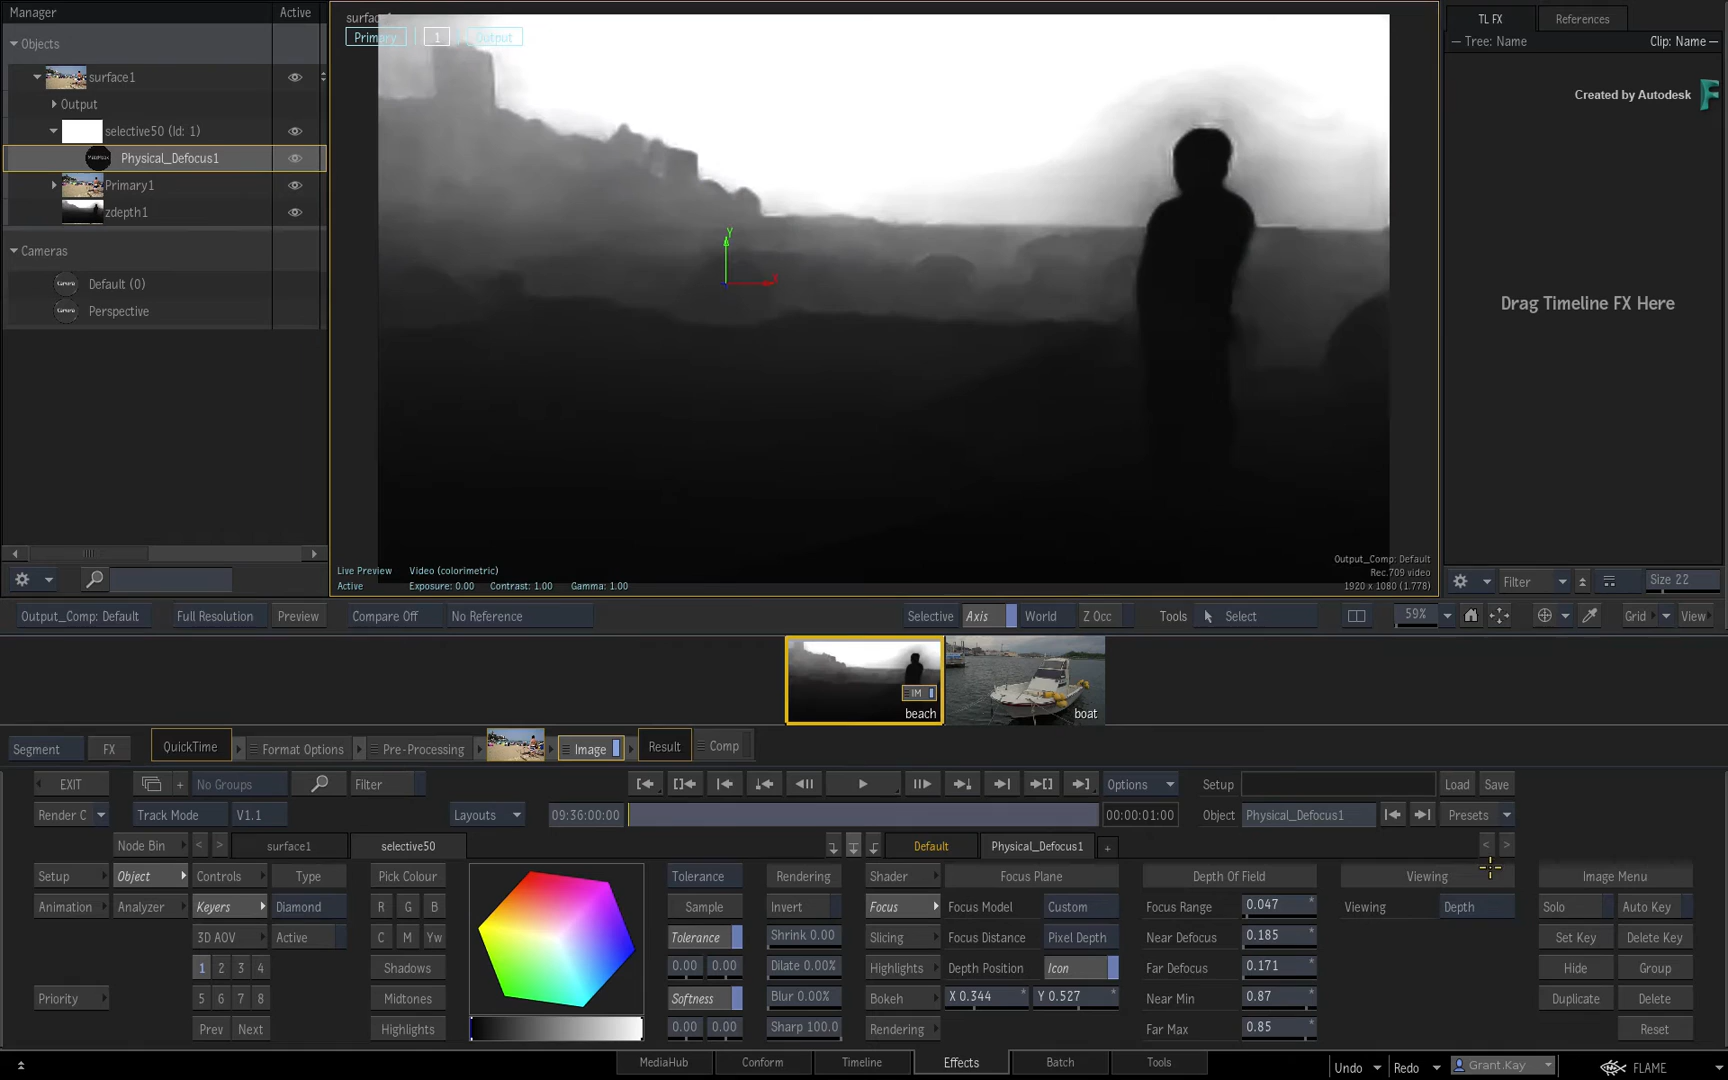 Manager Active
Objects
surface1
Output
selective50 (Id: 1)
Physical_Defocus1
Primary1
zdepth1
Cameras
Default (0)
Perspective
surface1
Primary 1 Output
Y
X
Live Preview Video (colorimetric)
Active Exposure: 0.00 Contrast: 1.00 Gamma: 1.00
Output_Comp: Default
Rec.709 video
1920 x 1080 (1.778)
TL FX References
Tree: Name Clip: Name
Created by Autodesk
Drag Timeline FX Here
Filter Size 22
Output_Comp: Default Full Resolution Preview Compare Off No Reference Selective Axis World Z Occ Tools Select 59% Grid View
IM
beach boat
Segment FX QuickTime Format Options Pre-Processing Image Result Comp
EXIT + No Groups Filter Options Setup Load Save
Render C Track Mode V1.1 Layouts 09:36:00:00 00:00:01:00 Object Physical_Defocus1 Presets
Node Bin < > surface1 selective50 Default Physical_Defocus1 + < >
Setup Object Controls Type Pick Colour Tolerance Rendering Shader Focus Plane Depth Of Field Viewing Image Menu
Animation Analyzer Keyers Diamond R G B Sample Invert Focus Focus Model Custom Focus Range 0.047 Viewing Depth Solo Auto Key
3D AOV Active C M Yw Tolerance Shrink 0.00 Slicing Focus Distance Pixel Depth Near Defocus 0.185 Set Key Delete Key
1 2 3 4 Shadows 0.00 0.00 Dilate 0.00% Highlights Depth Position Icon Far Defocus 0.171 Hide Group
Priority 5 6 7 8 Midtones Softness Blur 0.00% Bokeh X 0.344 Y 0.527 Near Min 0.87 Duplicate Delete
Prev Next Highlights 0.00 0.00 Sharp 100.0 Rendering Far Max 0.85 Reset
MediaHub Conform Timeline Effects Batch Tools Undo Redo Grant.Kay FLAME